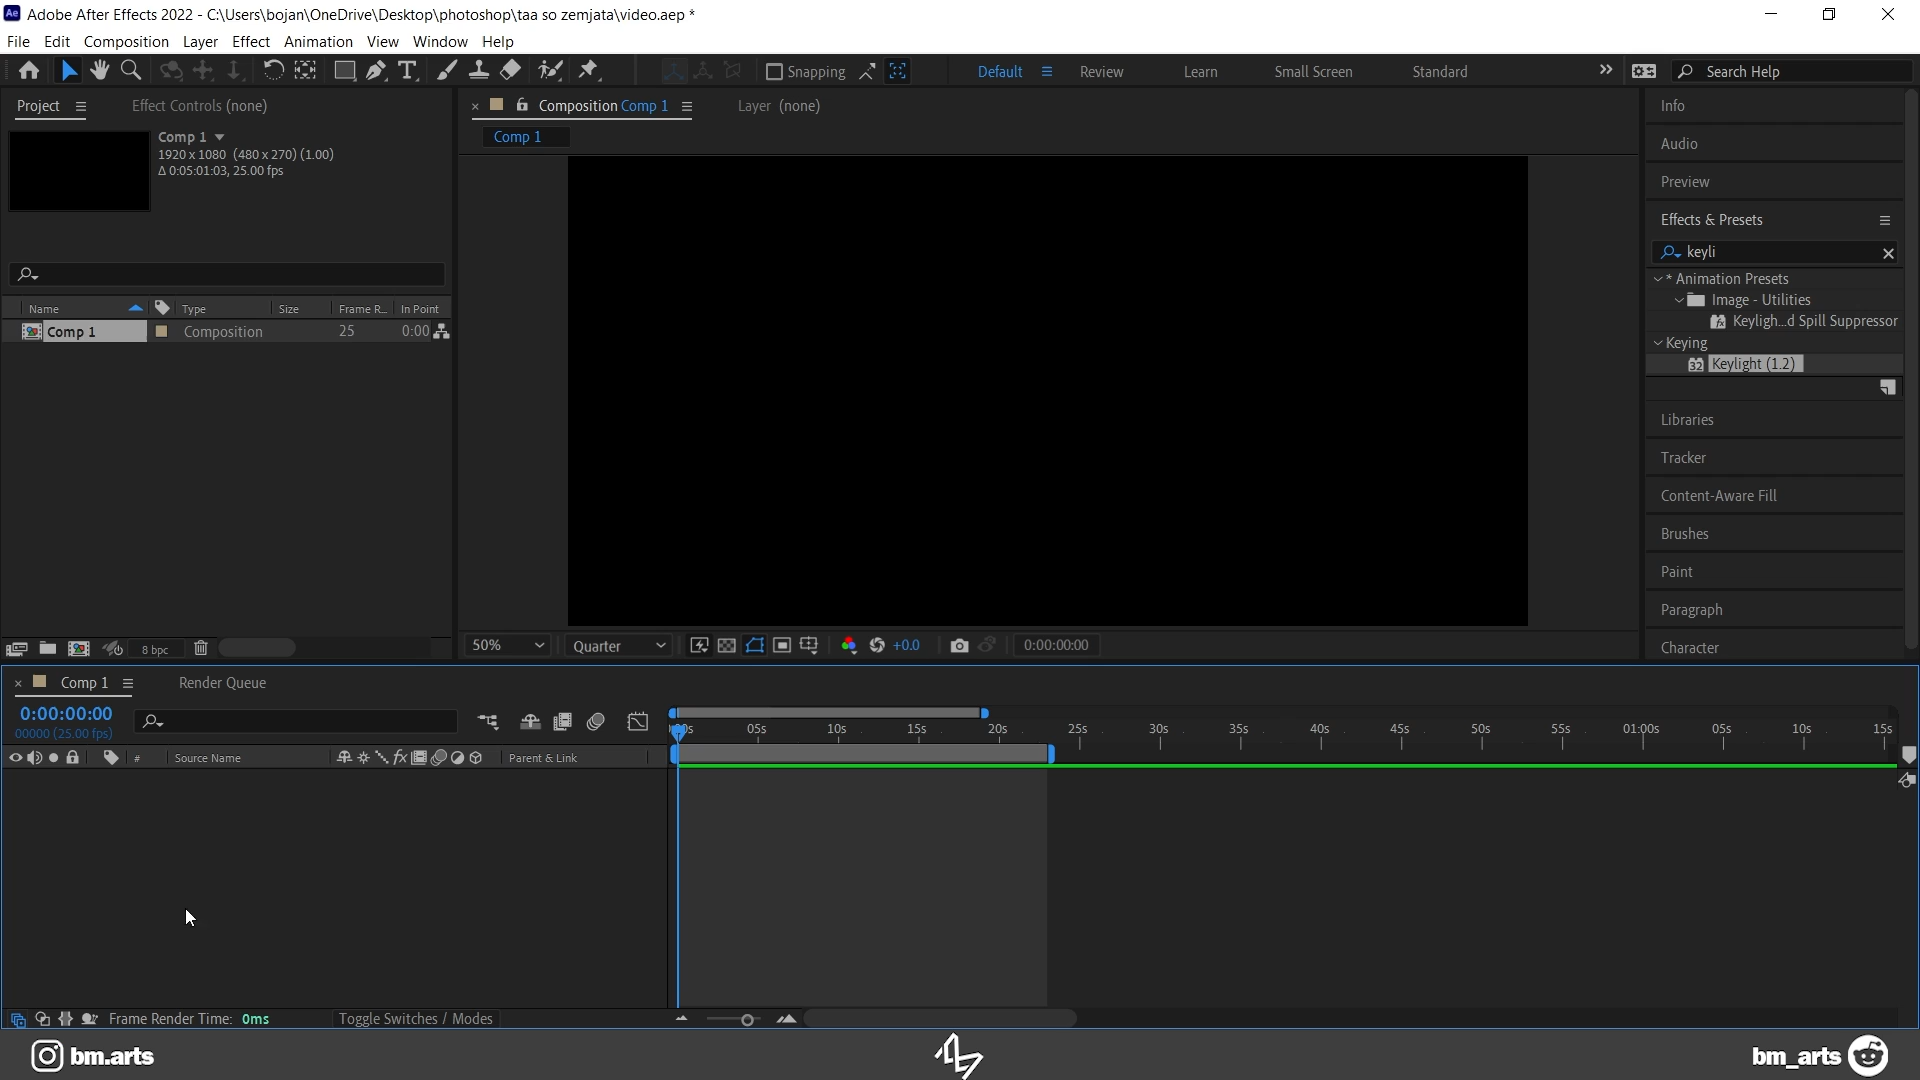 Adobe After Effects 2022 - C:\Users\bojan\OneDrive\Desktop\photoshop\taa so zemjata\video.aep *
File Edit Composition Layer Effect Animation View Window Help
Snapping
Default
Review
Learn
Small Screen
Standard
Search Help
Project
Effect Controls (none)
Comp 1
1920 x 1080 (480 x 270) (1.00)
Δ 0:05:01:03, 25.00 fps
Name Type Size Frame R... In Point
Comp 1 Composition 25 0:00
8 bpc
Composition Comp 1
Layer (none)
Comp 1
50%
Quarter
+0.0
0:00:00:00
Info
Audio
Preview
Effects & Presets
keyli
* Animation Presets
Image - Utilities
Keyligh...d Spill Suppressor
Keying
32 Keylight (1.2)
Libraries
Tracker
Content-Aware Fill
Brushes
Paint
Paragraph
Character
Comp 1
Render Queue
0:00:00:00
00000 (25.00 fps)
# Source Name
fx
Parent & Link
05s 10s 15s 20s 25s 30s 35s 40s 45s 50s 55s 01:00s 05s 10s 15s
Frame Render Time: 0ms
Toggle Switches / Modes
bm.arts
bm_arts